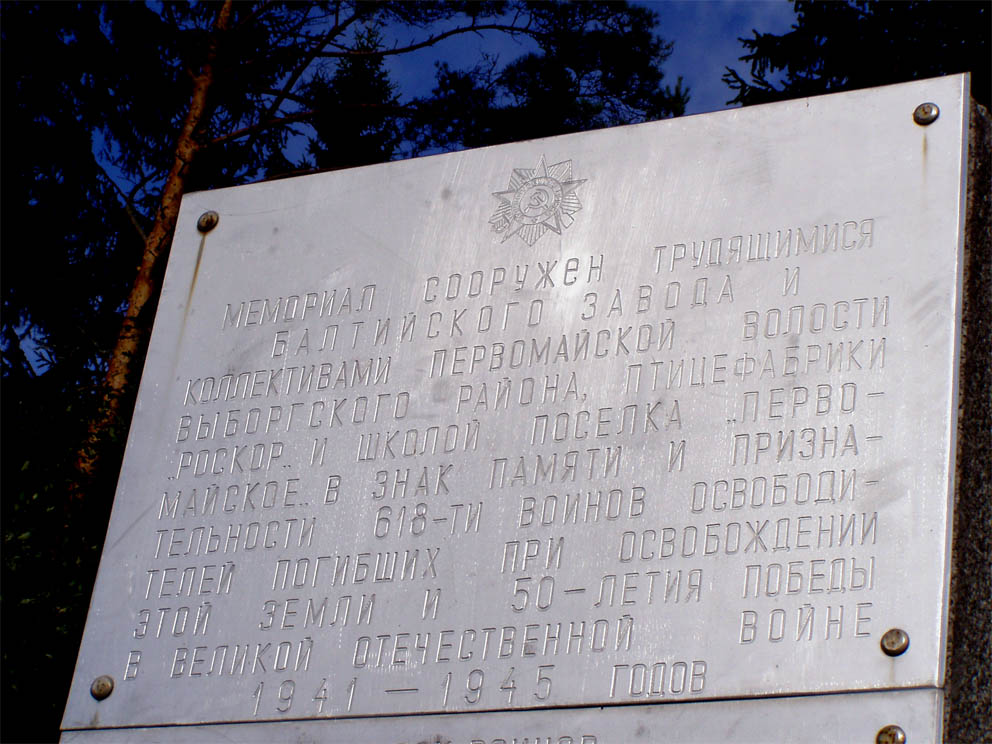 МЕМОРИАЛ СООРУЖЕН ТРУДЯЩИМИСЯ
БАЛТИЙСКОГО ЗАВОДА И
КОЛЛЕКТИВАМИ ПЕРВОМАЙСКОЙ ВОЛОСТИ
ВЫБОРГСКОГО РАЙОНА, ПТИЦЕФАБРИКИ
„РОСКОР„ И ШКОЛОЙ ПОСЕЛКА „ПЕРВО-
МАЙСКОЕ„ В ЗНАК ПАМЯТИ И ПРИЗНА-
ТЕЛЬНОСТИ 618-ТИ ВОИНОВ ОСВОБОДИ-
ТЕЛЕЙ ПОГИБШИХ ПРИ ОСВОБОЖДЕНИИ
ЭТОЙ ЗЕМЛИ И 50-ЛЕТИЯ ПОБЕДЫ
В ВЕЛИКОЙ ОТЕЧЕСТВЕННОЙ ВОЙНЕ
1941 — 1945 ГОДОВ